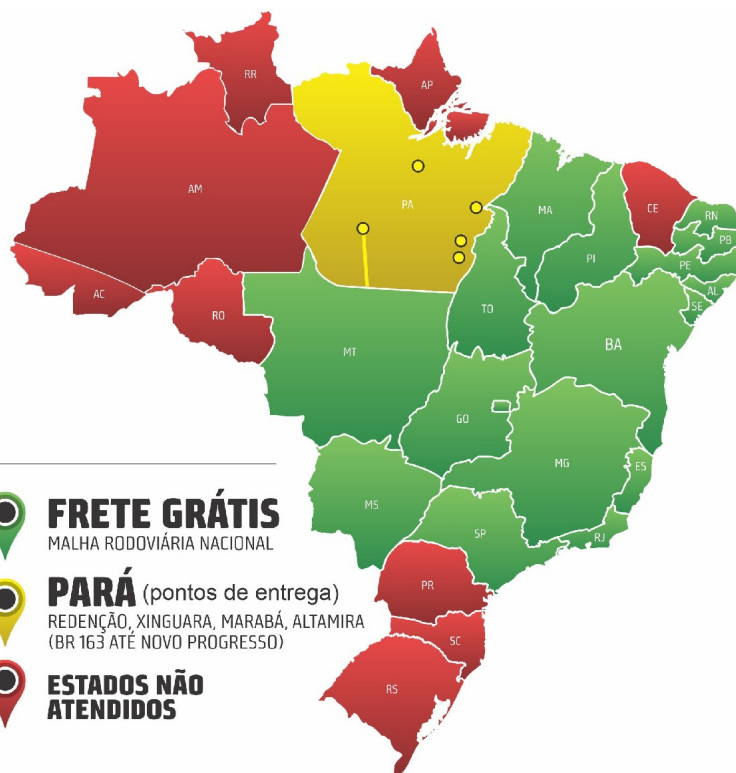 RR
AP
AM
PA
MA
CE
RN
PB
PI
PE
AL
SE
AC
RO
TO
BA
MT
GO
MG
ES
MS
SP
RJ
PR
SC
RS
FRETE GRÁTIS
MALHA RODOVIÁRIA NACIONAL
PARÁ (pontos de entrega)
REDENÇÃO, XINGUARA, MARABÁ, ALTAMIRA
(BR 163 ATÉ NOVO PROGRESSO)
ESTADOS NÃO
ATENDIDOS